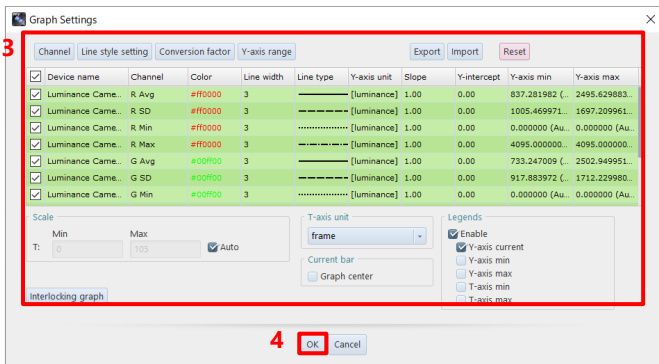 Graph Settings
3
Channel Line style setting Conversion factor Y-axis range Export Import Reset
Device name Channel Color Line width Line type Y-axis unit Slope Y-intercept Y-axis min Y-axis max
Luminance Came... R Avg #ff0000 3 [luminance] 1.00 0.00 837.281982 (... 2495.629883...
Luminance Came... R SD #ff0000 3 [luminance] 1.00 0.00 1005.469971... 1697.209961...
Luminance Came... R Min #ff0000 3 [luminance] 1.00 0.00 0.000000 (Au... 0.000000 (Au...
Luminance Came... R Max #ff0000 3 [luminance] 1.00 0.00 4095.000000... 4095.000000...
Luminance Came... G Avg #00ff00 3 [luminance] 1.00 0.00 733.247009 (... 2502.949951...
Luminance Came... G SD #00ff00 3 [luminance] 1.00 0.00 917.883972 (... 1712.229980...
Luminance Came... G Min #00ff00 3 [luminance] 1.00 0.00 0.000000 (Au... 0.000000 (Au...
Scale T-axis unit Legends
Min Max frame Enable
T: 0 105 Auto Y-axis current
Current bar Y-axis min
Graph center Y-axis max
T-axis min
Interlocking graph T-axis max
4 OK Cancel